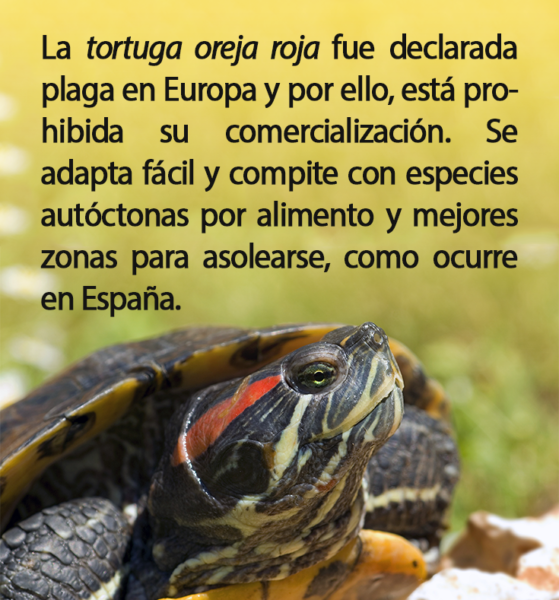 La tortuga oreja roja fue declarada
plaga en Europa y por ello, está pro-
hibida su comercialización. Se
adapta fácil y compite con especies
autóctonas por alimento y mejores
zonas para asolearse, como ocurre
en España.